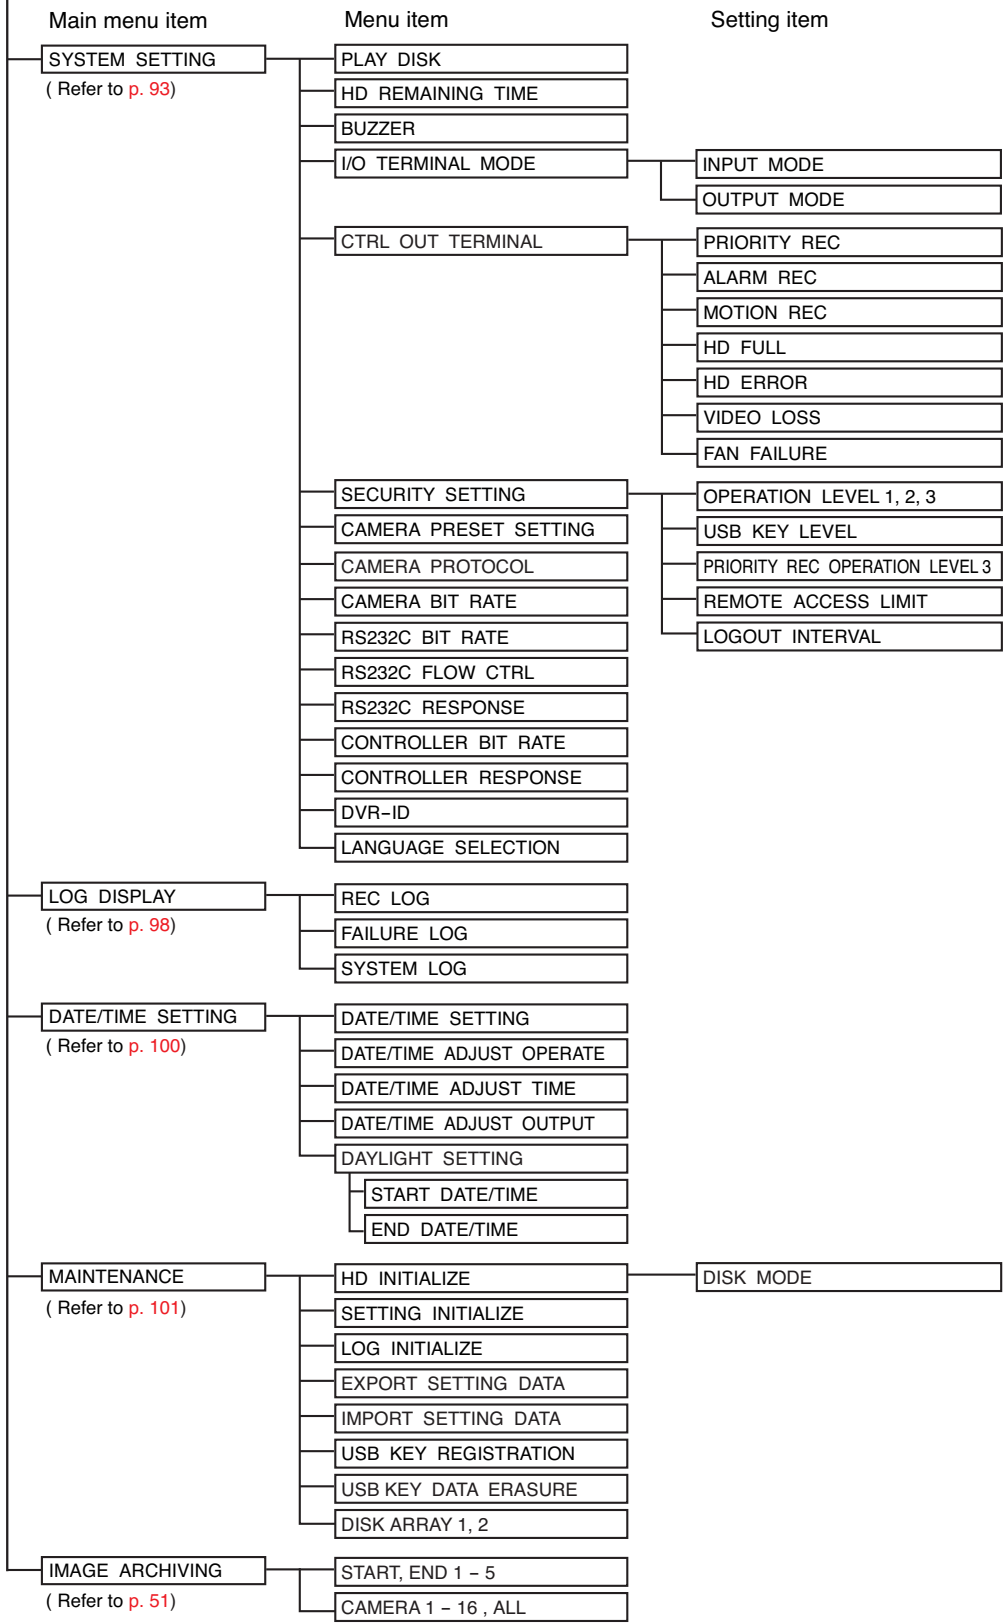 Main menu item
Menu item
Setting item
SYSTEM SETTING
( Refer to p. 93)
PLAY DISK
HD REMAINING TIME
BUZZER
I/O TERMINAL MODE
INPUT MODE
OUTPUT MODE
CTRL OUT TERMINAL
PRIORITY REC
ALARM REC
MOTION REC
HD FULL
HD ERROR
VIDEO LOSS
FAN FAILURE
SECURITY SETTING
OPERATION LEVEL 1, 2, 3
USB KEY LEVEL
PRIORITY REC OPERATION LEVEL 3
REMOTE ACCESS LIMIT
LOGOUT INTERVAL
CAMERA PRESET SETTING
CAMERA PROTOCOL
CAMERA BIT RATE
RS232C BIT RATE
RS232C FLOW CTRL
RS232C RESPONSE
CONTROLLER BIT RATE
CONTROLLER RESPONSE
DVR−ID
LANGUAGE SELECTION
LOG DISPLAY
( Refer to p. 98)
REC LOG
FAILURE LOG
SYSTEM LOG
DATE/TIME SETTING
( Refer to p. 100)
DATE/TIME SETTING
DATE/TIME ADJUST OPERATE
DATE/TIME ADJUST TIME
DATE/TIME ADJUST OUTPUT
DAYLIGHT SETTING
START DATE/TIME
END DATE/TIME
MAINTENANCE
( Refer to p. 101)
HD INITIALIZE
DISK MODE
SETTING INITIALIZE
LOG INITIALIZE
EXPORT SETTING DATA
IMPORT SETTING DATA
USB KEY REGISTRATION
USB KEY DATA ERASURE
DISK ARRAY 1, 2
IMAGE ARCHIVING
( Refer to p. 51)
START, END 1 − 5
CAMERA 1 − 16 , ALL